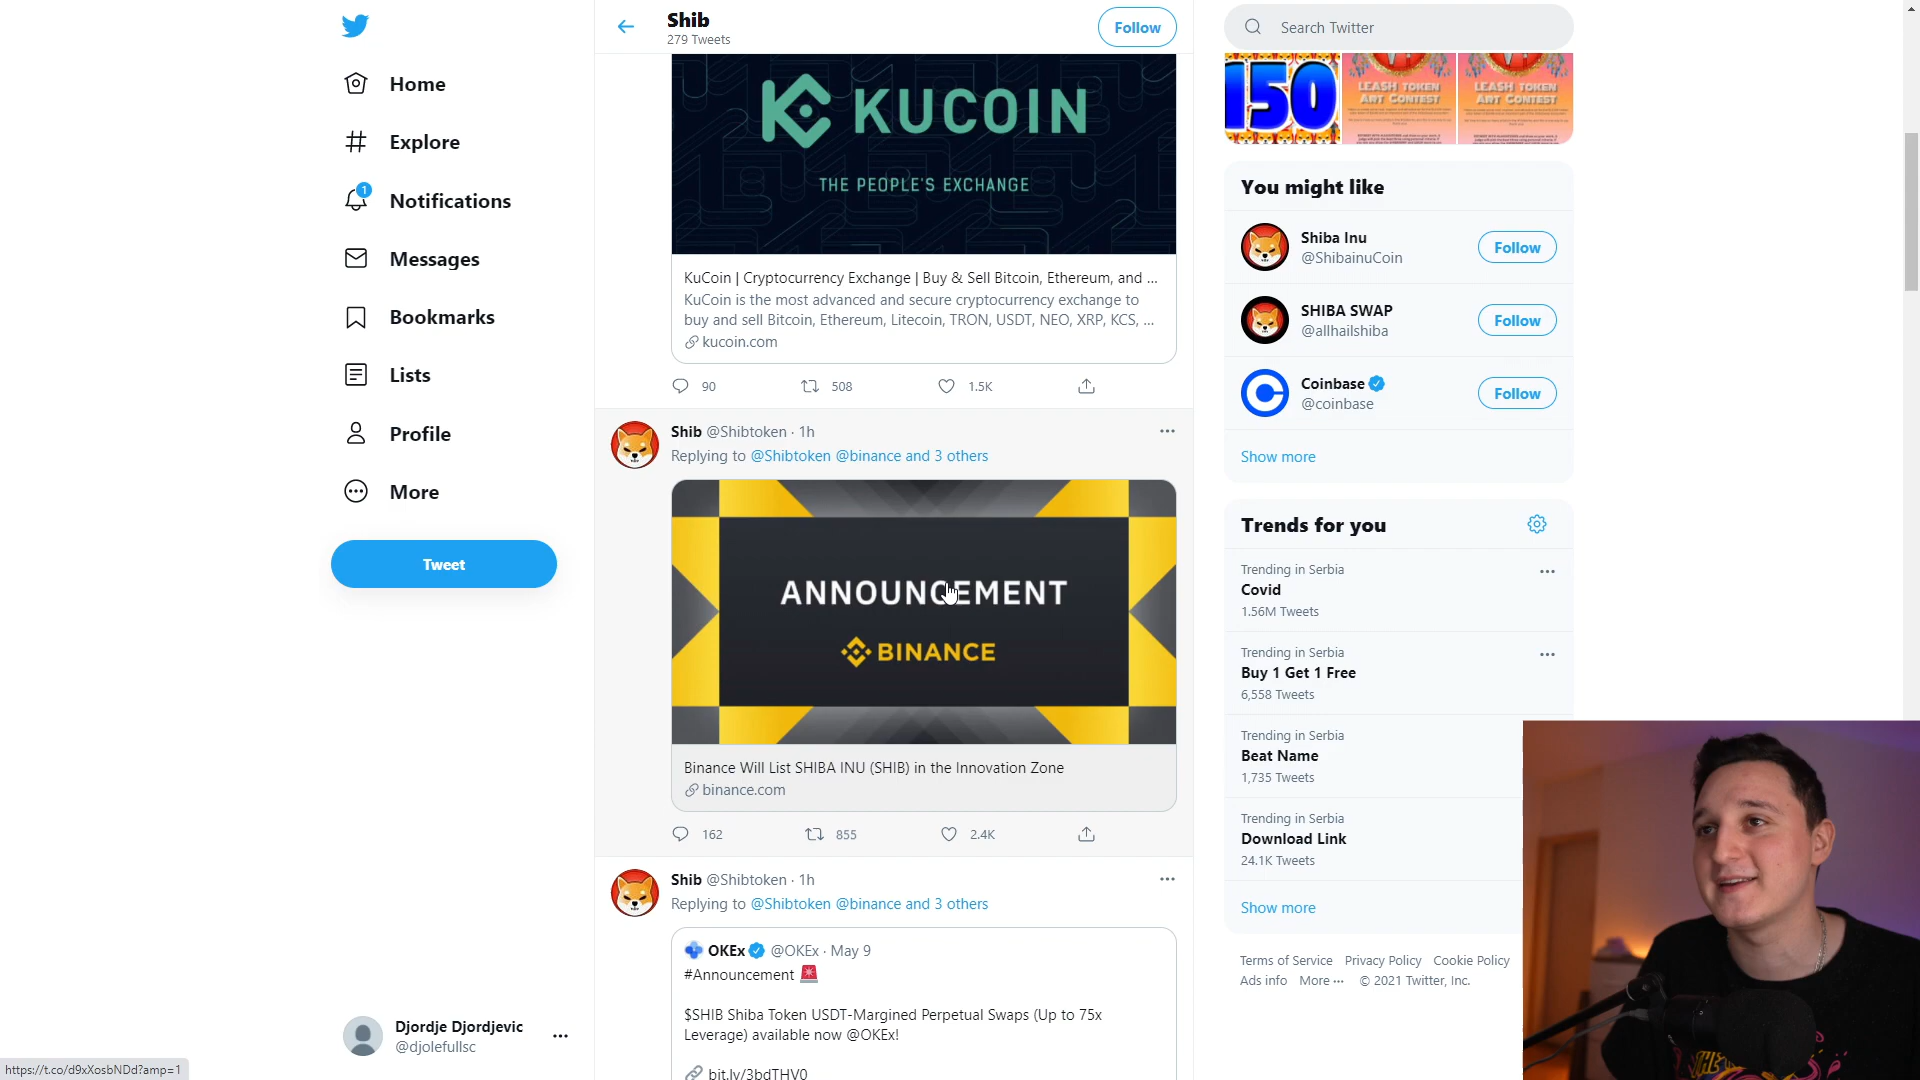 Home
Explore
1
Notifications
Messages
Bookmarks
Lists
Profile
More
Tweet
Djordje Djordjevic
@djolefullsc
https://t.co/d9xXosbNDd?amp=1
Shib
279 Tweets
Follow
KUCOIN
THE PEOPLE'S EXCHANGE
KuCoin | Cryptocurrency Exchange | Buy & Sell Bitcoin, Ethereum, and ...
KuCoin is the most advanced and secure cryptocurrency exchange to
buy and sell Bitcoin, Ethereum, Litecoin, TRON, USDT, NEO, XRP, KCS, ...
kucoin.com
90 508 1.5K
Shib @Shibtoken · 1h
Replying to @Shibtoken @binance and 3 others
ANNOUNCEMENT
BINANCE
Binance Will List SHIBA INU (SHIB) in the Innovation Zone
binance.com
162 855 2.4K
Shib @Shibtoken · 1h
Replying to @Shibtoken @binance and 3 others
OKEx @OKEx · May 9
#Announcement 🚨
$SHIB Shiba Token USDT-Margined Perpetual Swaps (Up to 75x
Leverage) available now @OKEx!
bit.ly/3bdTHV0
Search Twitter
150
LEASH TOKEN
ART CONTEST
LEASH TOKEN
ART CONTEST
You might like
Shiba Inu
@ShibainuCoin
Follow
SHIBA SWAP
@allhailshiba
Follow
Coinbase
@coinbase
Follow
Show more
Trends for you
Trending in Serbia
Covid
1.56M Tweets
Trending in Serbia
Buy 1 Get 1 Free
6,558 Tweets
Trending in Serbia
Beat Name
1,735 Tweets
Trending in Serbia
Download Link
24.1K Tweets
Show more
Terms of Service Privacy Policy Cookie Policy
Ads info More ··· © 2021 Twitter, Inc.